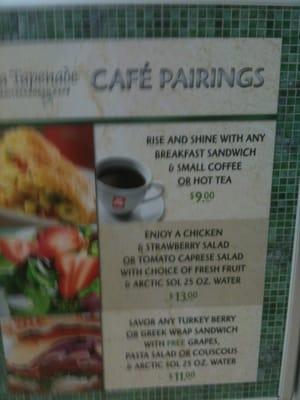 a Tapenade
CAFÉ PAIRINGS
RISE AND SHINE WITH ANY
BREAKFAST SANDWICH
& SMALL COFFEE
OR HOT TEA
$9.00
ENJOY A CHICKEN
& STRAWBERRY SALAD
OR TOMATO CAPRESE SALAD
WITH CHOICE OF FRESH FRUIT
& ARCTIC SOL 25 OZ. WATER
$13.00
SAVOR ANY TURKEY BERRY
OR GREEK WRAP SANDWICH
WITH FREE GRAPES,
PASTA SALAD OR COUSCOUS
& ARCTIC SOL 25 OZ. WATER
$11.00